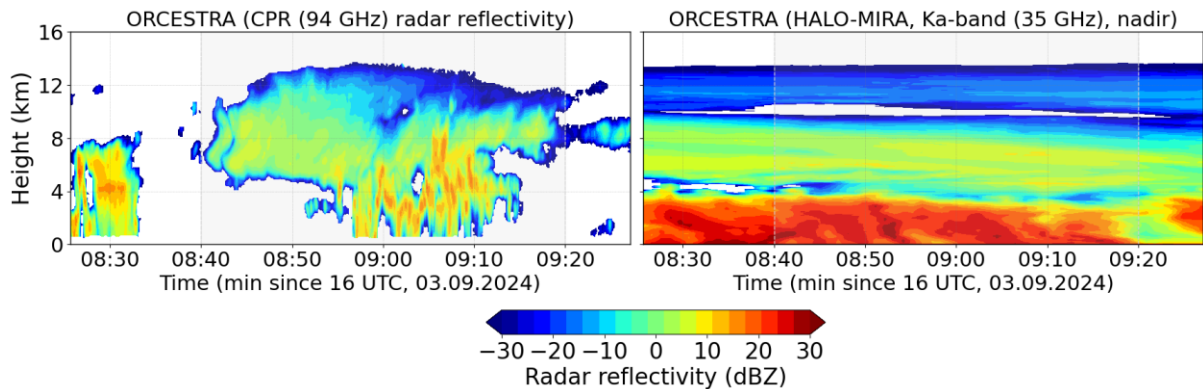 ORCESTRA (CPR (94 GHz) radar reflectivity)
ORCESTRA (HALO-MIRA, Ka-band (35 GHz), nadir)
Height (km)
16
12
8
4
0
08:30 08:40 08:50 09:00 09:10 09:20
08:30 08:40 08:50 09:00 09:10 09:20
Time (min since 16 UTC, 03.09.2024)
Time (min since 16 UTC, 03.09.2024)
−30 −20 −10 0 10 20 30
Radar reflectivity (dBZ)